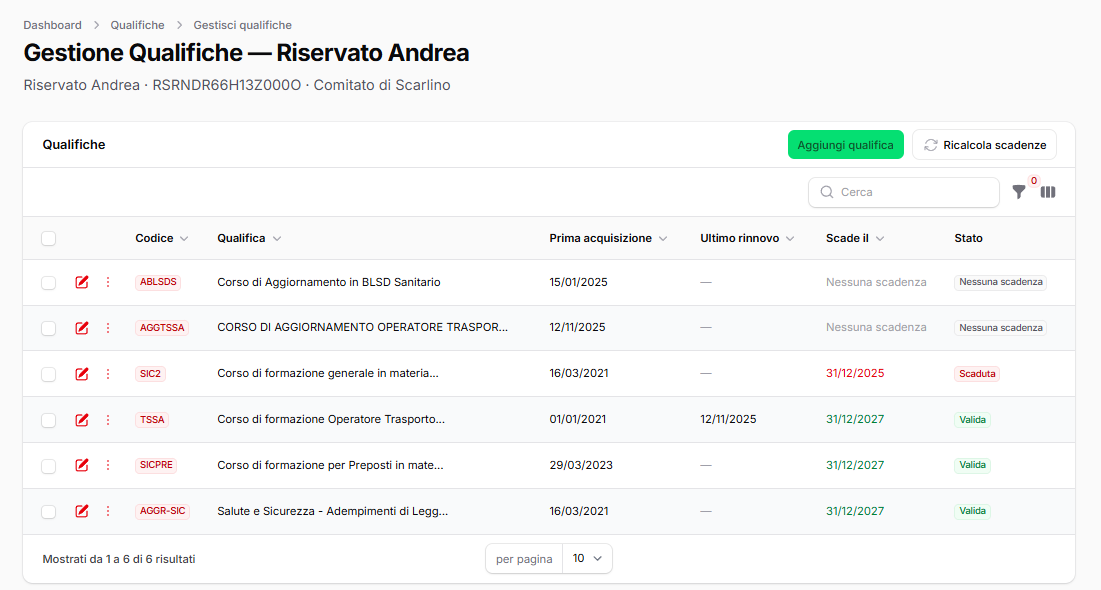 Dashboard > Qualifiche > Gestisci qualifiche
Gestione Qualifiche — Riservato Andrea
Riservato Andrea · RSRNDR66H13Z000O · Comitato di Scarlino
Qualifiche Aggiungi qualifica Ricalcola scadenze
Cerca 0
Codice Qualifica Prima acquisizione Ultimo rinnovo Scade il Stato
ABLSDS Corso di Aggiornamento in BLSD Sanitario 15/01/2025 — Nessuna scadenza Nessuna scadenza
AGGTSSA CORSO DI AGGIORNAMENTO OPERATORE TRASPOR... 12/11/2025 — Nessuna scadenza Nessuna scadenza
SIC2 Corso di formazione generale in materia... 16/03/2021 — 31/12/2025 Scaduta
TSSA Corso di formazione Operatore Trasporto... 01/01/2021 12/11/2025 31/12/2027 Valida
SICPRE Corso di formazione per Preposti in mate... 29/03/2023 — 31/12/2027 Valida
AGGR-SIC Salute e Sicurezza - Adempimenti di Legg... 16/03/2021 — 31/12/2027 Valida
Mostrati da 1 a 6 di 6 risultati per pagina 10